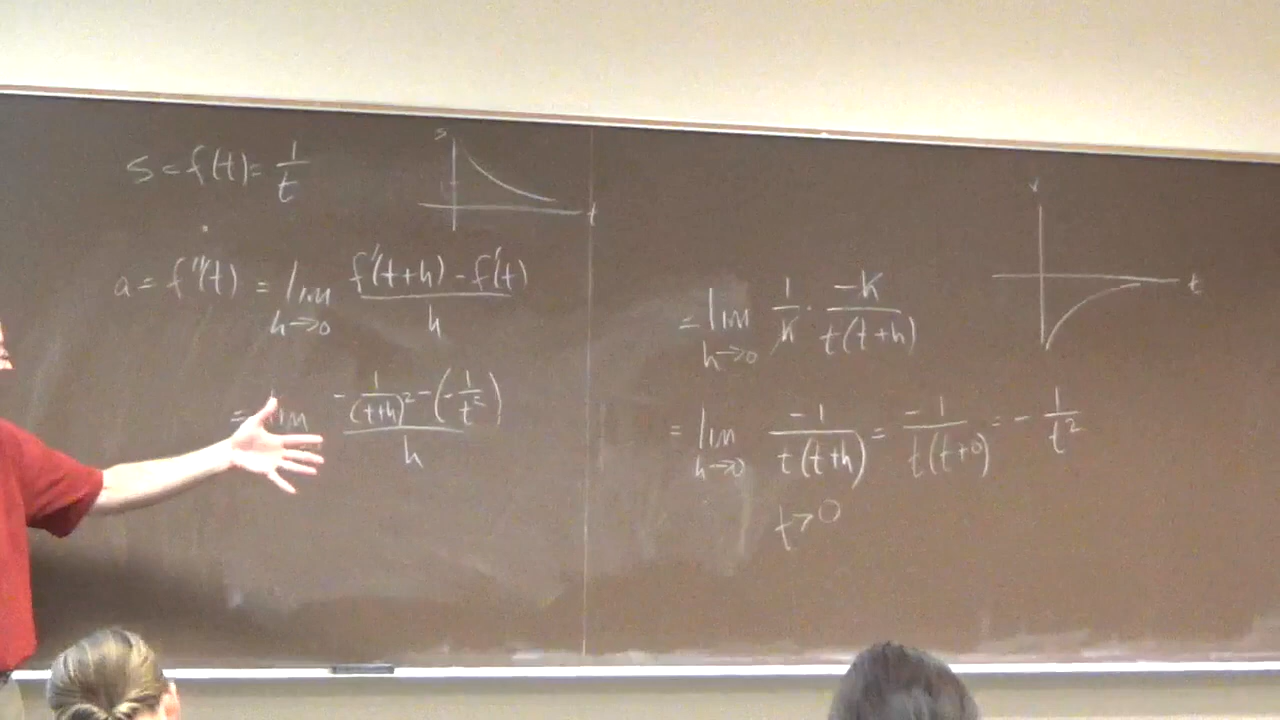 s = f(t) = 1/t
s
t
a = f''(t) = lim h→0 (f'(t+h) - f'(t))/h
= lim (-1/(t+h)² - (-1/t²))/h
v
t
= lim h→0 1/h · -h/(t(t+h))
= lim h→0 -1/(t(t+h)) = -1/(t(t+0)) = -1/t²
t>0